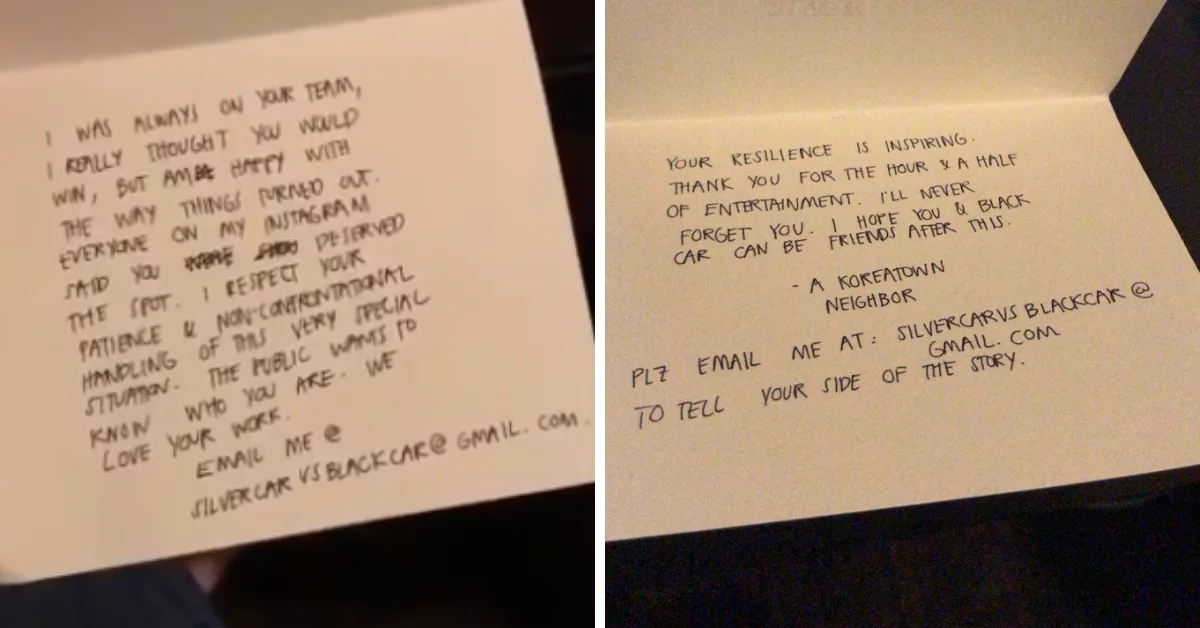 I WAS ALWAYS ON YOUR TEAM,
I REALLY THOUGHT YOU WOULD
WIN, BUT AM HAPPY WITH
THE WAY THINGS TURNED OUT.
EVERYONE ON MY INSTAGRAM
SAID YOU DESERVED
THE SPOT. I RESPECT YOUR
PATIENCE & NON-CONFRONTATIONAL
HANDLING OF THIS VERY SPECIAL
SITUATION. THE PUBLIC WANTS TO
KNOW WHO YOU ARE. WE
LOVE YOUR WORK.
EMAIL ME @
SILVERCARVSBLACKCAR@GMAIL.COM.
YOUR RESILIENCE IS INSPIRING.
THANK YOU FOR THE HOUR & A HALF
OF ENTERTAINMENT. I'LL NEVER
FORGET YOU. I HOPE YOU & BLACK
CAR CAN BE FRIENDS AFTER THIS.
- A KOREATOWN
NEIGHBOR
PLZ EMAIL ME AT: SILVERCARVSBLACKCAR@
GMAIL.COM
TO TELL YOUR SIDE OF THE STORY.